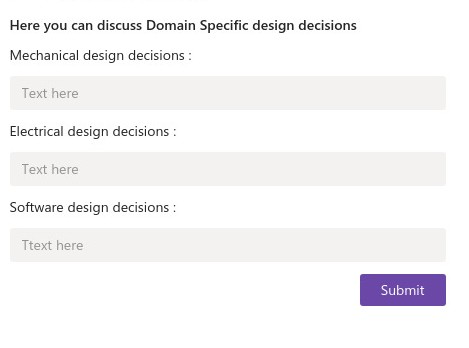 Here you can discuss Domain Specific design decisions
Mechanical design decisions :
Text here
Electrical design decisions :
Text here
Software design decisions :
Ttext here
Submit